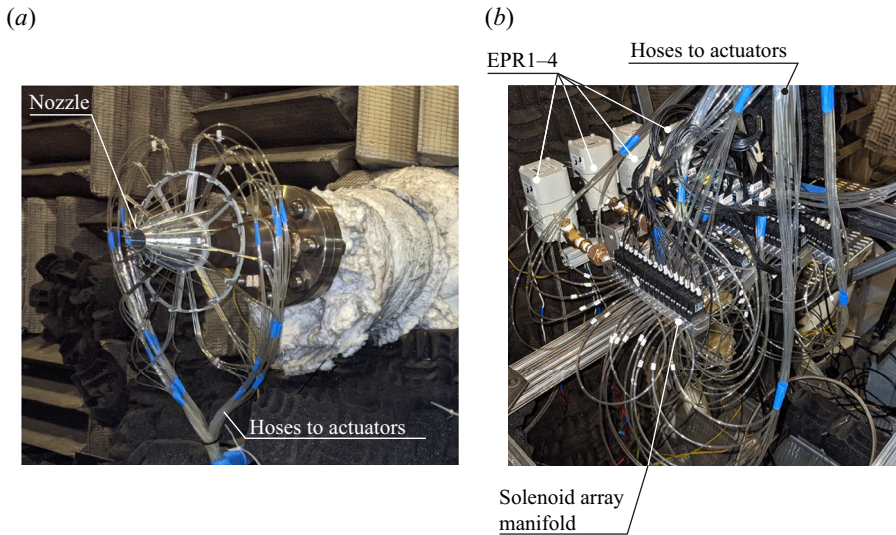 (a)
Nozzle
Hoses to actuators
(b)
EPR1–4
Hoses to actuators
Solenoid array
manifold